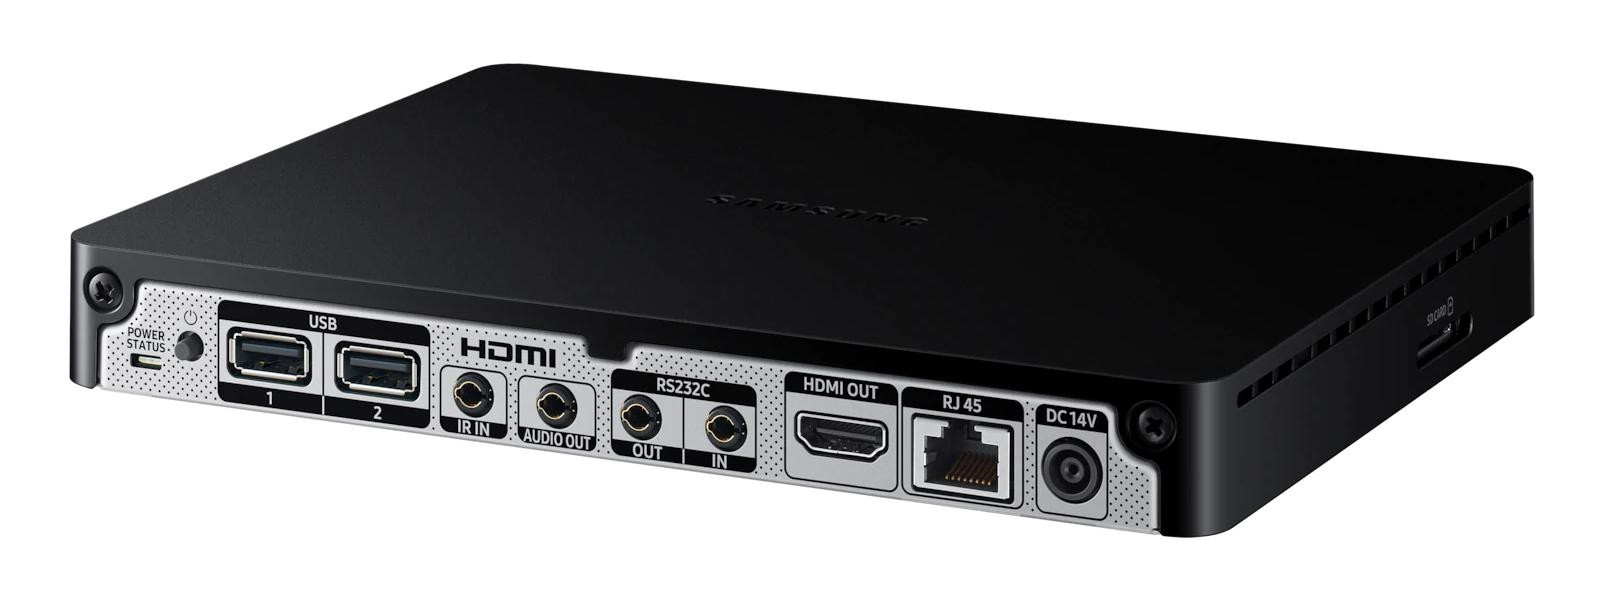 SAMSUNG
SD CARD
POWER
STATUS
USB
1
2
HDMI
IR IN
AUDIO OUT
RS232C
OUT
IN
HDMI OUT
RJ 45
DC 14V